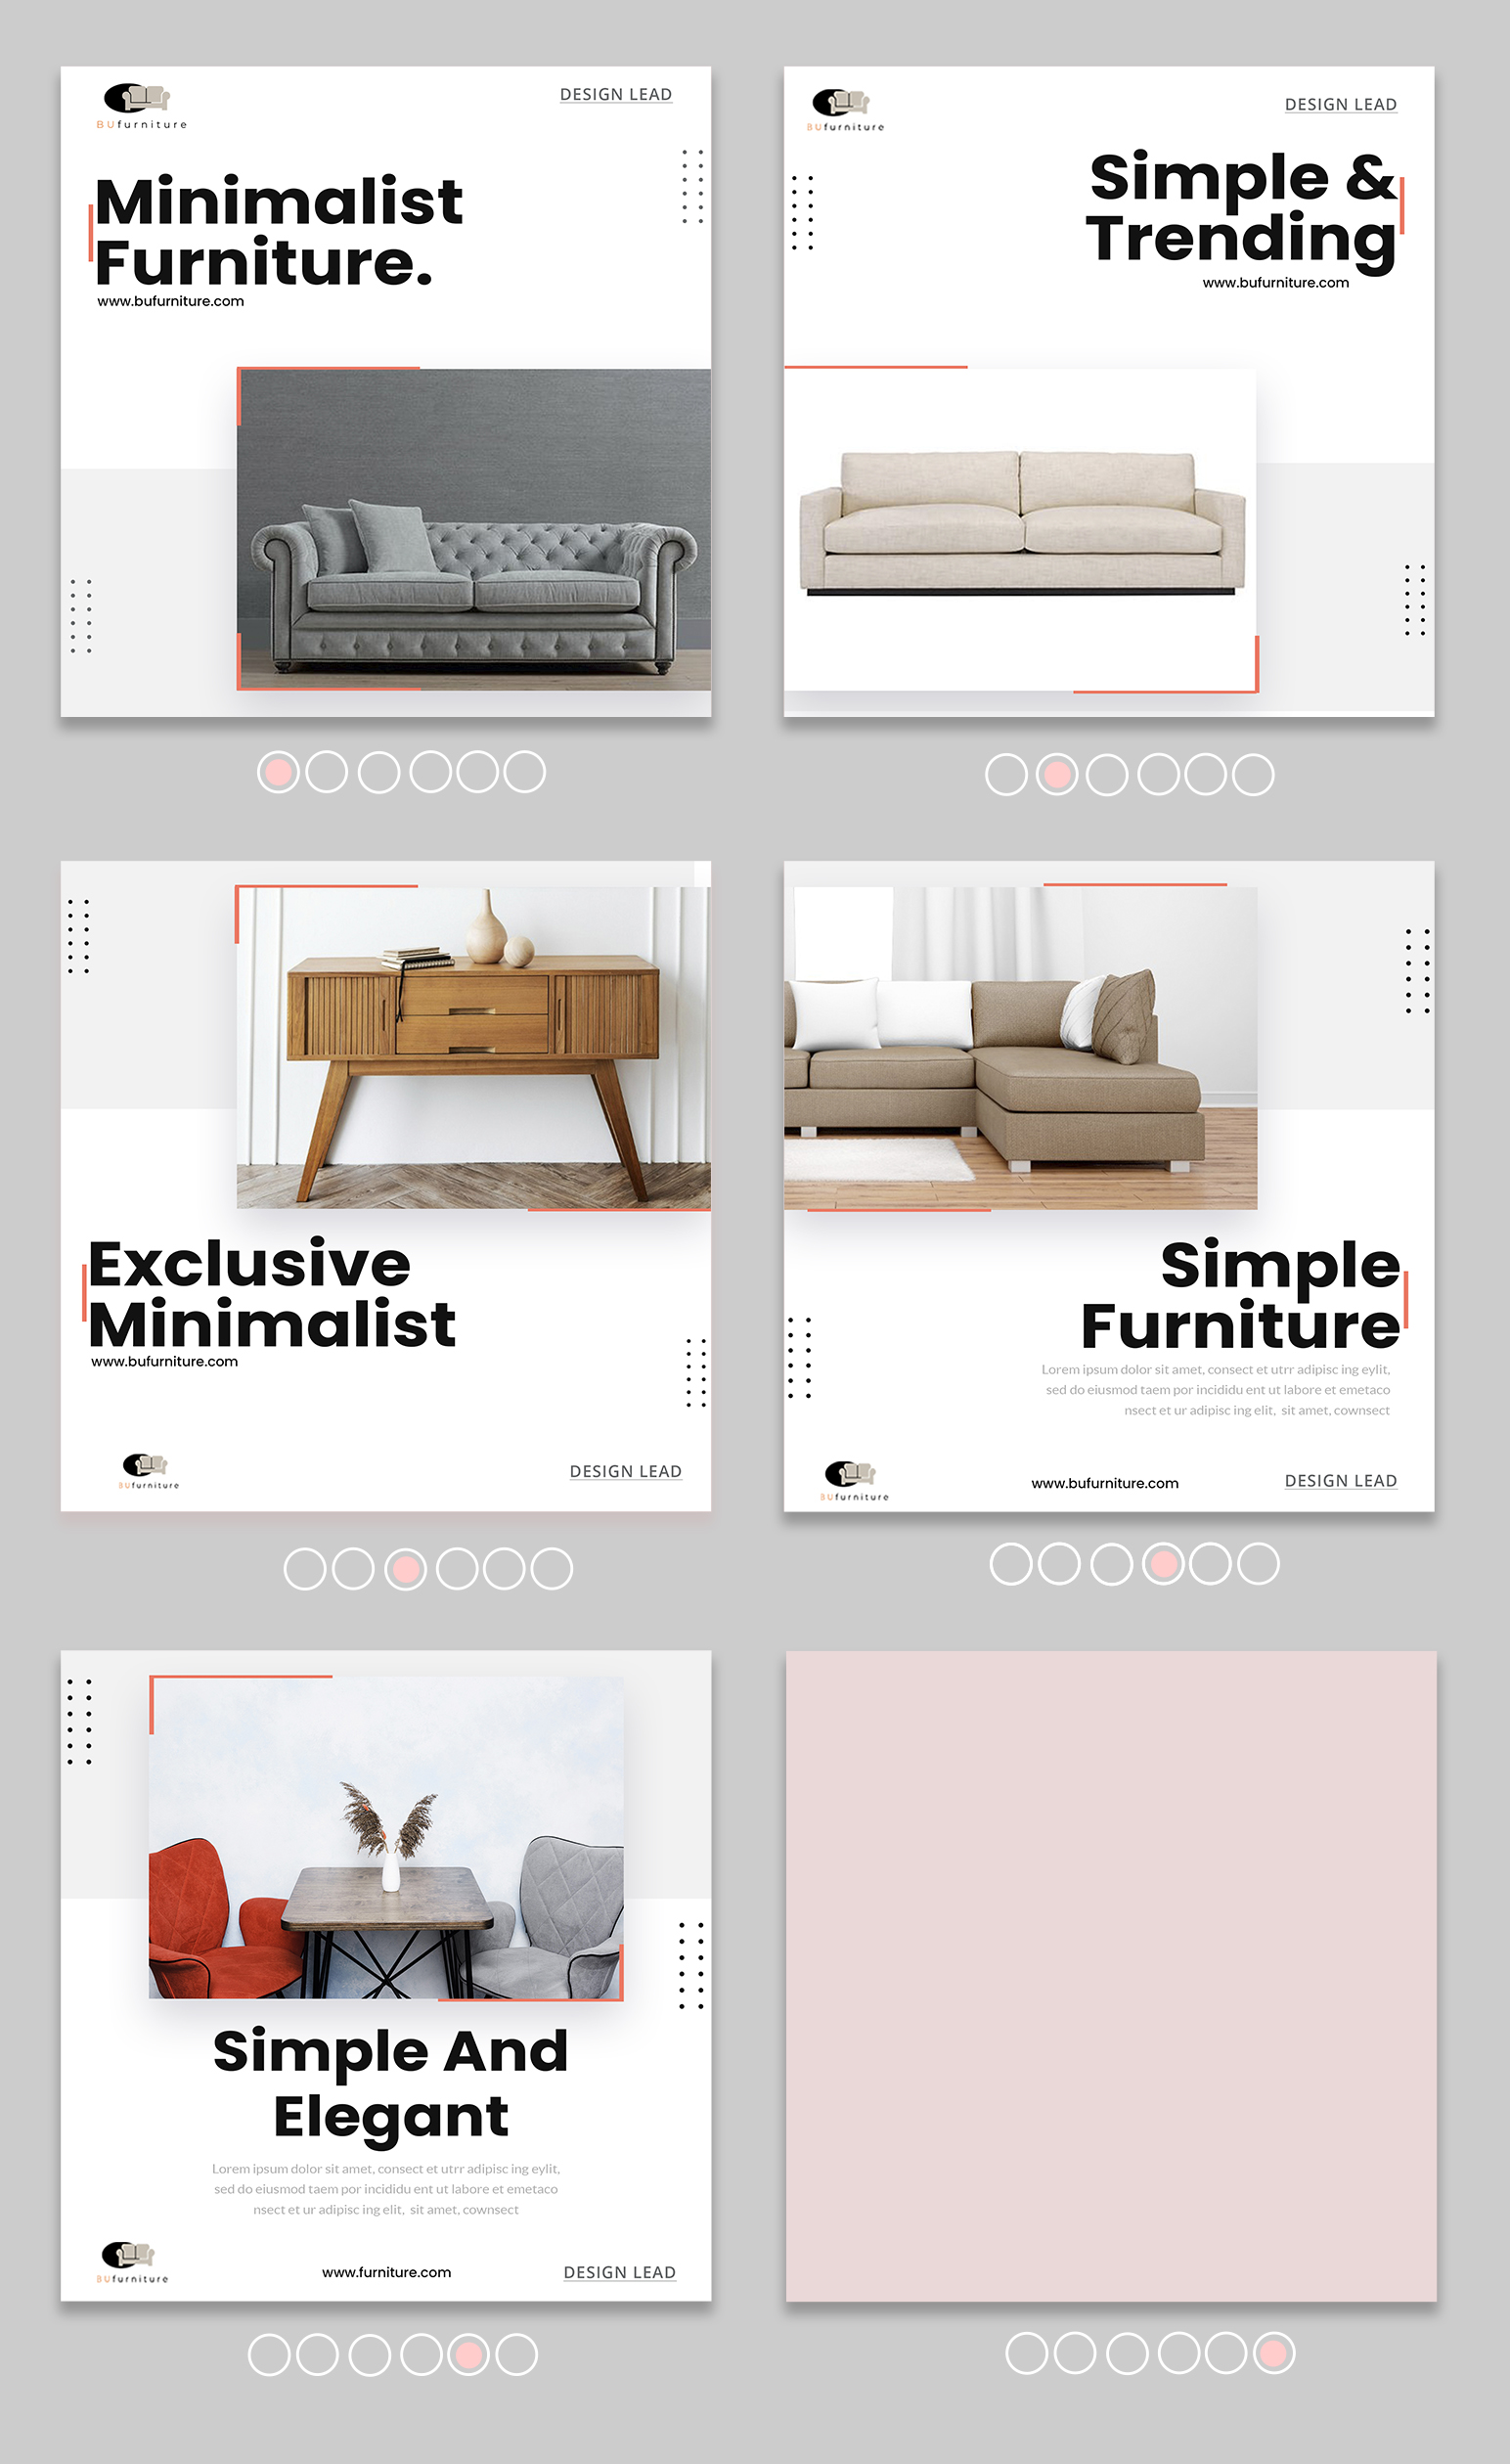 BUfurniture
DESIGN LEAD
Minimalist
Furniture.
www.bufurniture.com
BUfurniture
DESIGN LEAD
Simple &
Trending
www.bufurniture.com
Exclusive
Minimalist
www.bufurniture.com
BUfurniture
DESIGN LEAD
Simple
Furniture
Lorem ipsum dolor sit amet, consect et utrr adipisc ing eylit,
sed do eiusmod taem por incididu ent ut labore et emetaco
nsect et ur adipisc ing elit, sit amet, cownsect
BUfurniture
www.bufurniture.com
DESIGN LEAD
Simple And
Elegant
Lorem ipsum dolor sit amet, consect et utrr adipisc ing eylit,
sed do eiusmod taem por incididu ent ut labore et emetaco
nsect et ur adipisc ing elit, sit amet, cownsect
BUfurniture
www.furniture.com
DESIGN LEAD